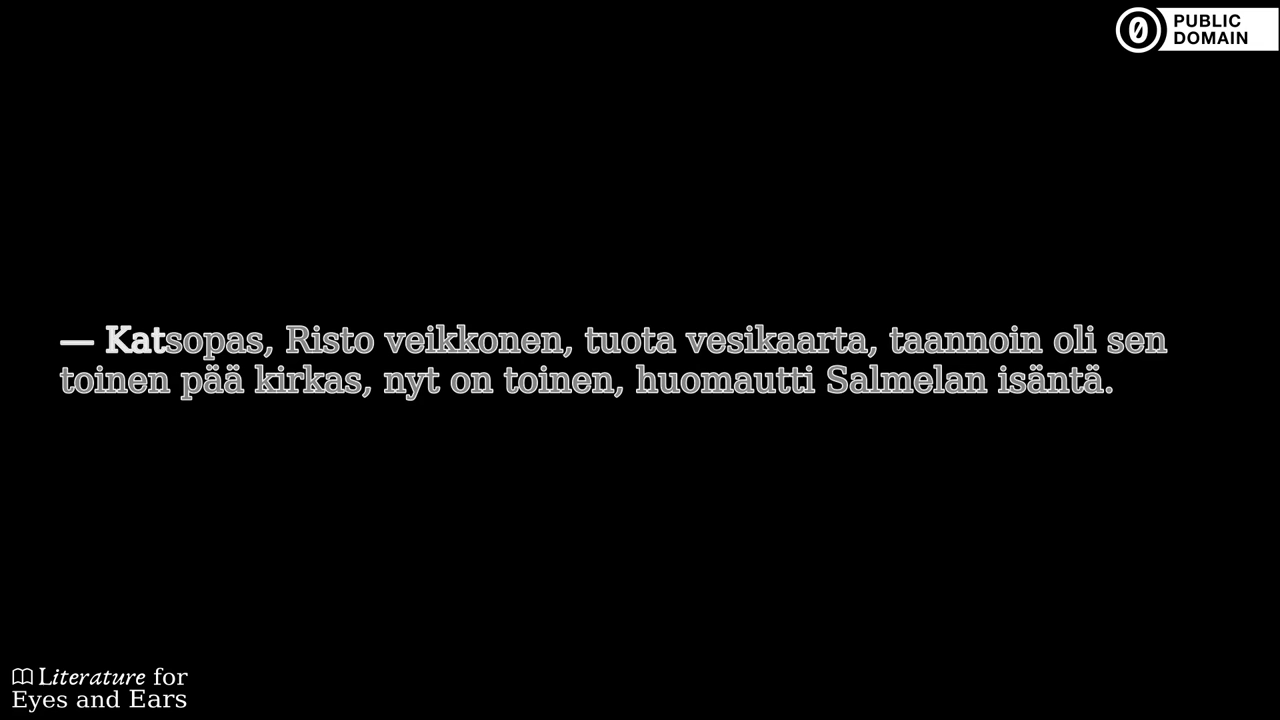 PUBLIC
DOMAIN
— Katsopas, Risto veikkonen, tuota vesikaarta, taannoin oli sen
toinen pää kirkas, nyt on toinen, huomautti Salmelan isäntä.
Literature for
Eyes and Ears